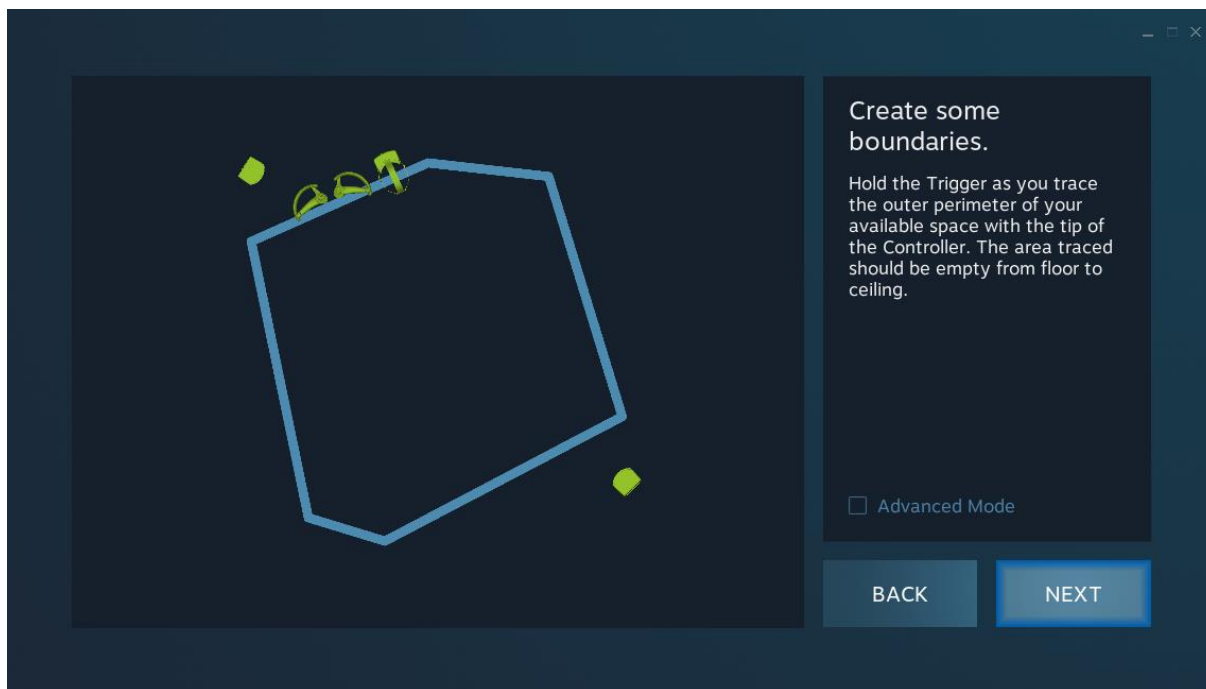 Create some
boundaries.
Hold the Trigger as you trace
the outer perimeter of your
available space with the tip of
the Controller. The area traced
should be empty from floor to
ceiling.
Advanced Mode
BACK
NEXT